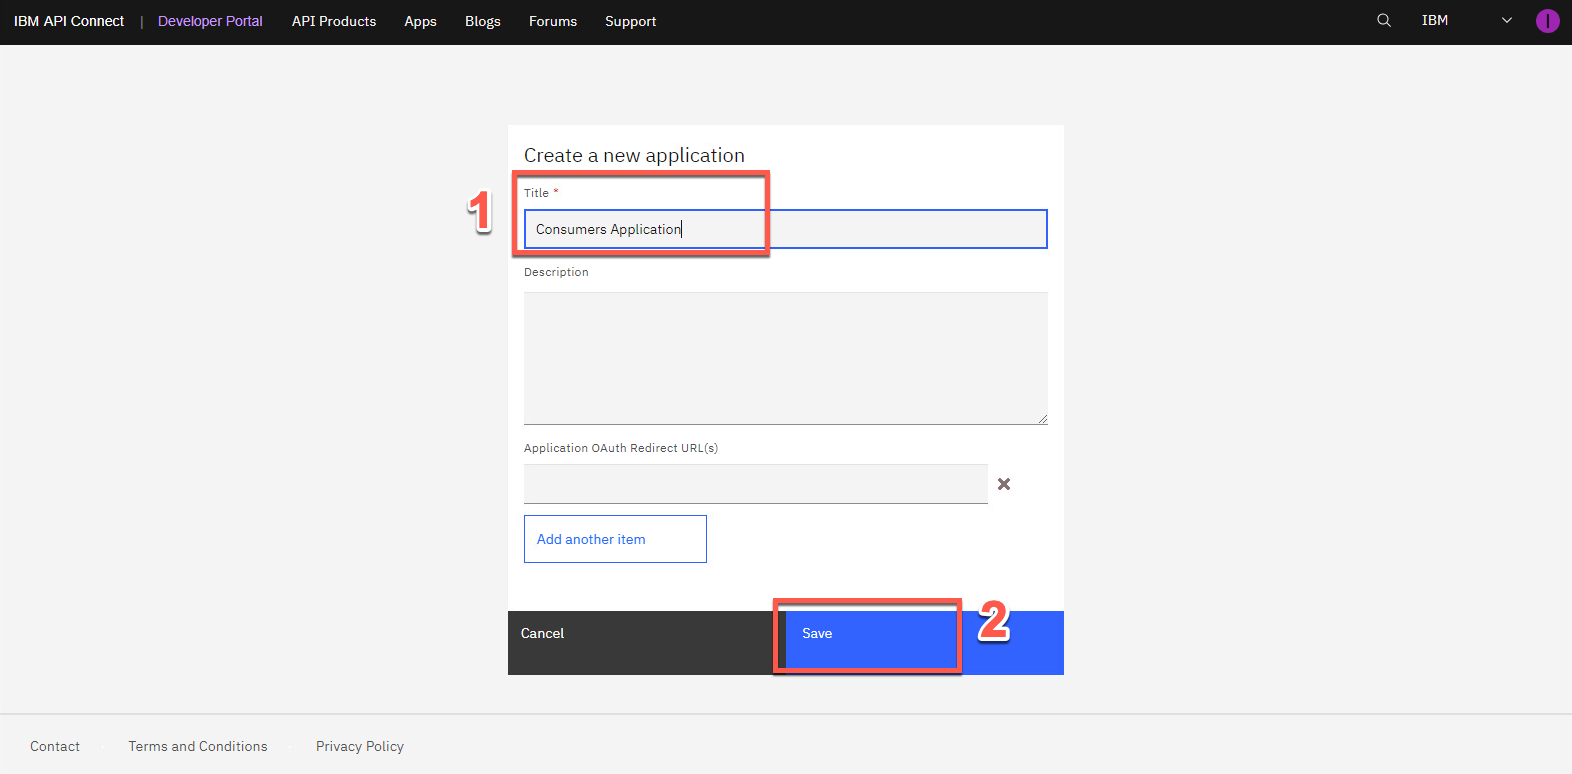 IBM API Connect | Developer Portal API Products Apps Blogs Forums Support IBM I
Create a new application
1
Title *
Consumers Application
Description
Application OAuth Redirect URL(s)
Add another item
Cancel Save
2
Contact Terms and Conditions Privacy Policy